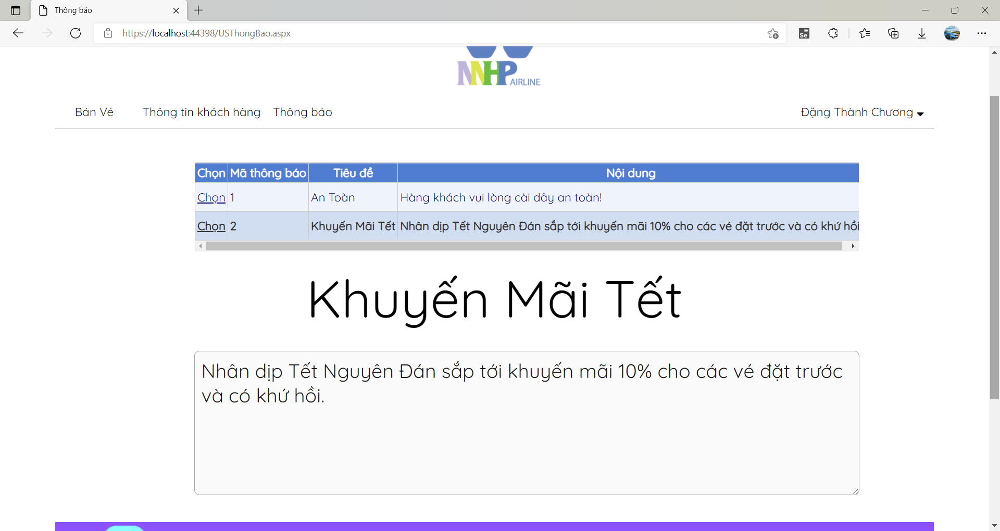 Thông báo
https://localhost:44398/USThongBao.aspx
Se
NNHP AIRLINE
Bán Vé Thông tin khách hàng Thông báo Đặng Thành Chương
Chọn Mã thông báo Tiêu đề Nội dung
Chọn 1 An Toàn Hàng khách vui lòng cài dây an toàn!
Chọn 2 Khuyến Mãi Tết Nhân dịp Tết Nguyên Đán sắp tới khuyến mãi 10% cho các vé đặt trước và có khứ hồi
Khuyến Mãi Tết
Nhân dịp Tết Nguyên Đán sắp tới khuyến mãi 10% cho các vé đặt trước
và có khứ hồi.